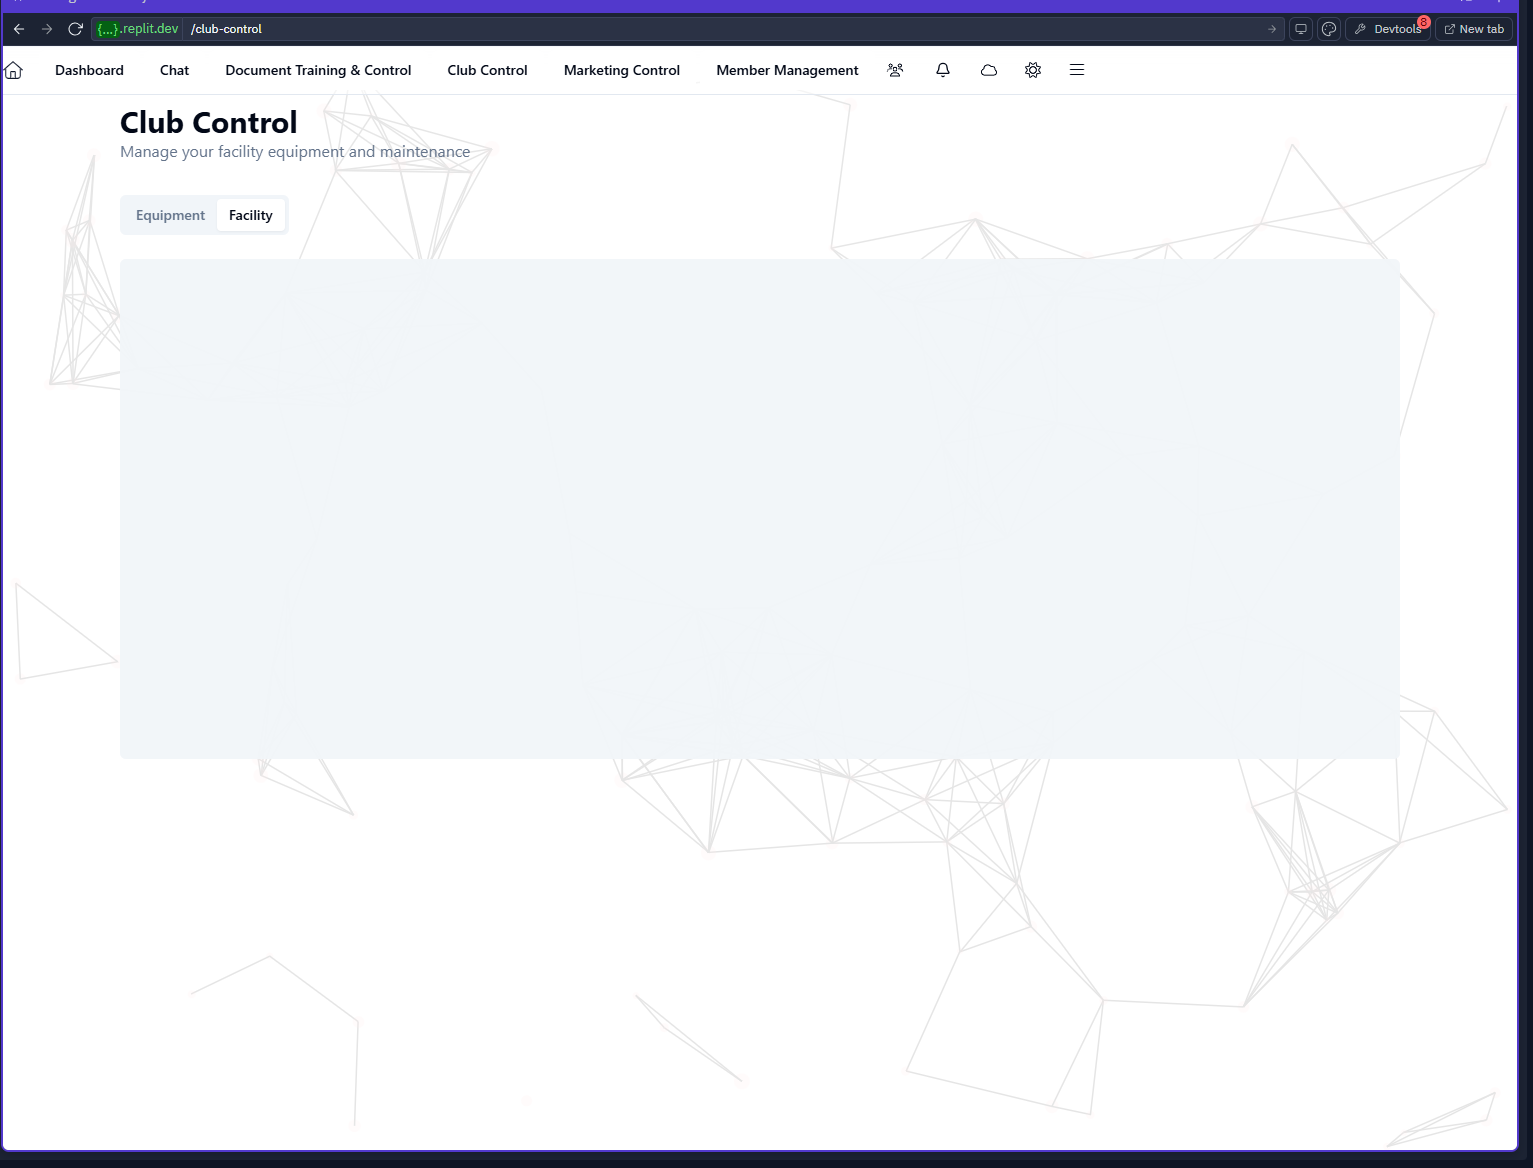 {...}.replit.dev /club-control
8
Devtools
New tab
Dashboard Chat Document Training & Control Club Control Marketing Control Member Management
Club Control
Manage your facility equipment and maintenance
Equipment Facility